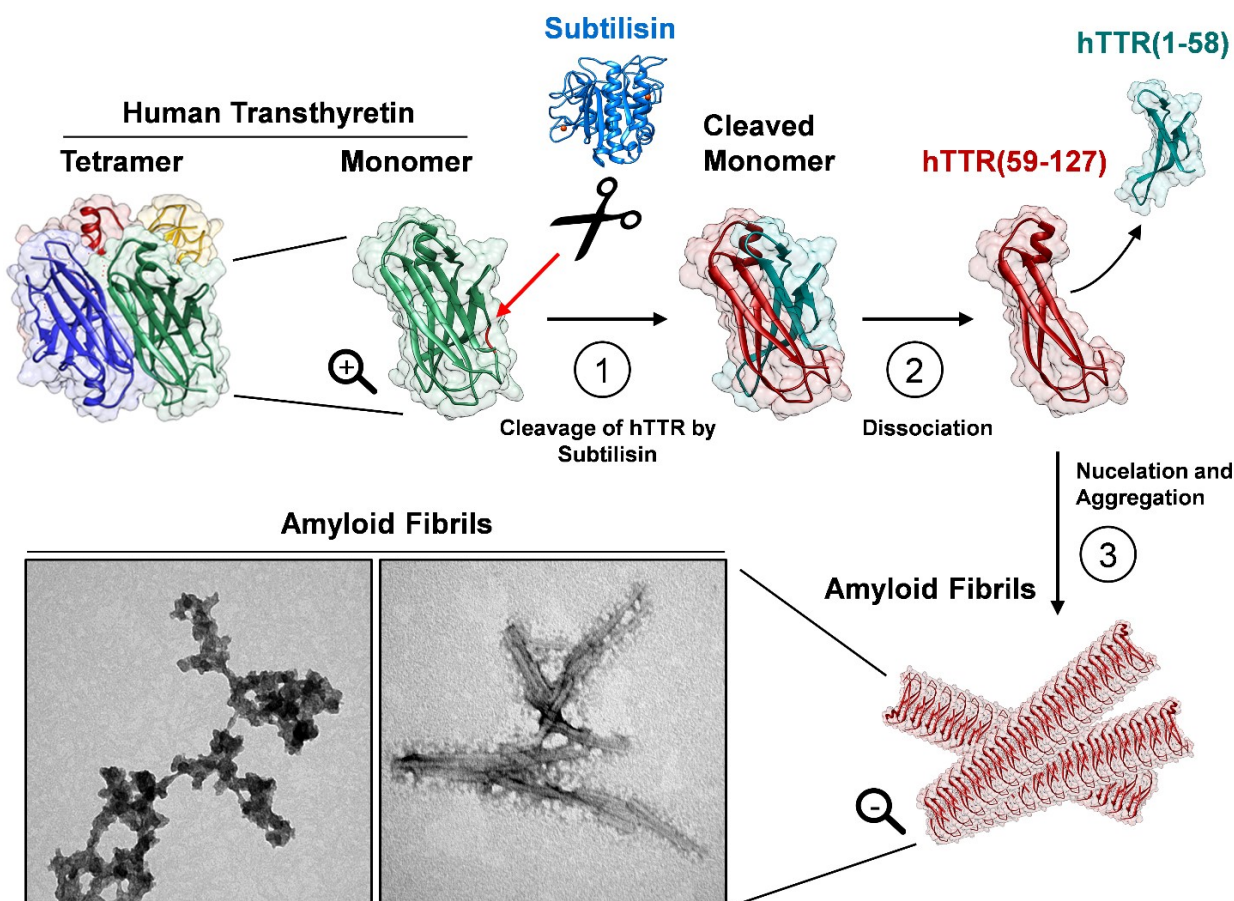 Subtilisin
hTTR(1-58)
Human Transthyretin
Tetramer
Monomer
Cleaved
Monomer
hTTR(59-127)
+
1
2
Cleavage of hTTR by
Subtilisin
Dissociation
Nucelation and
Aggregation
3
Amyloid Fibrils
Amyloid Fibrils
-